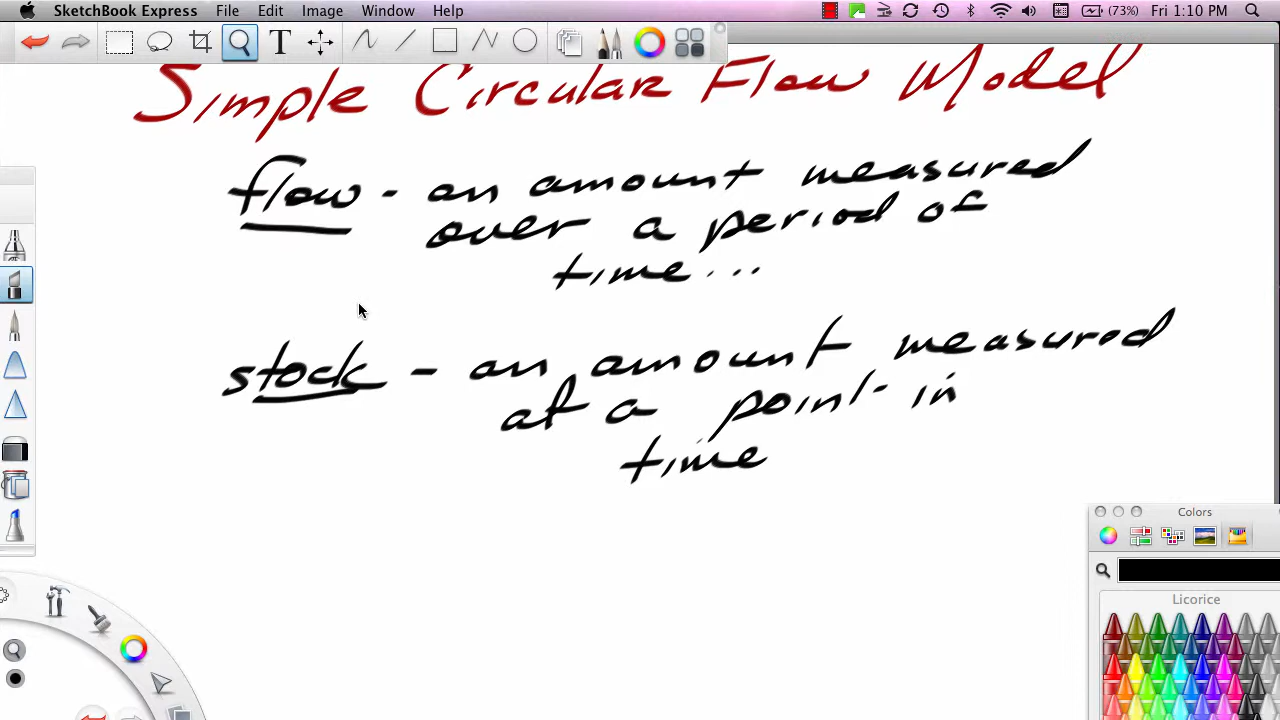 SketchBook Express File Edit Image Window Help (73%) Fri 1:10 PM
T
Simple Circular Flow Model
flow - an amount measured
over a period of
time...
stock - an amount measured
at a point in
time
Colors
Licorice